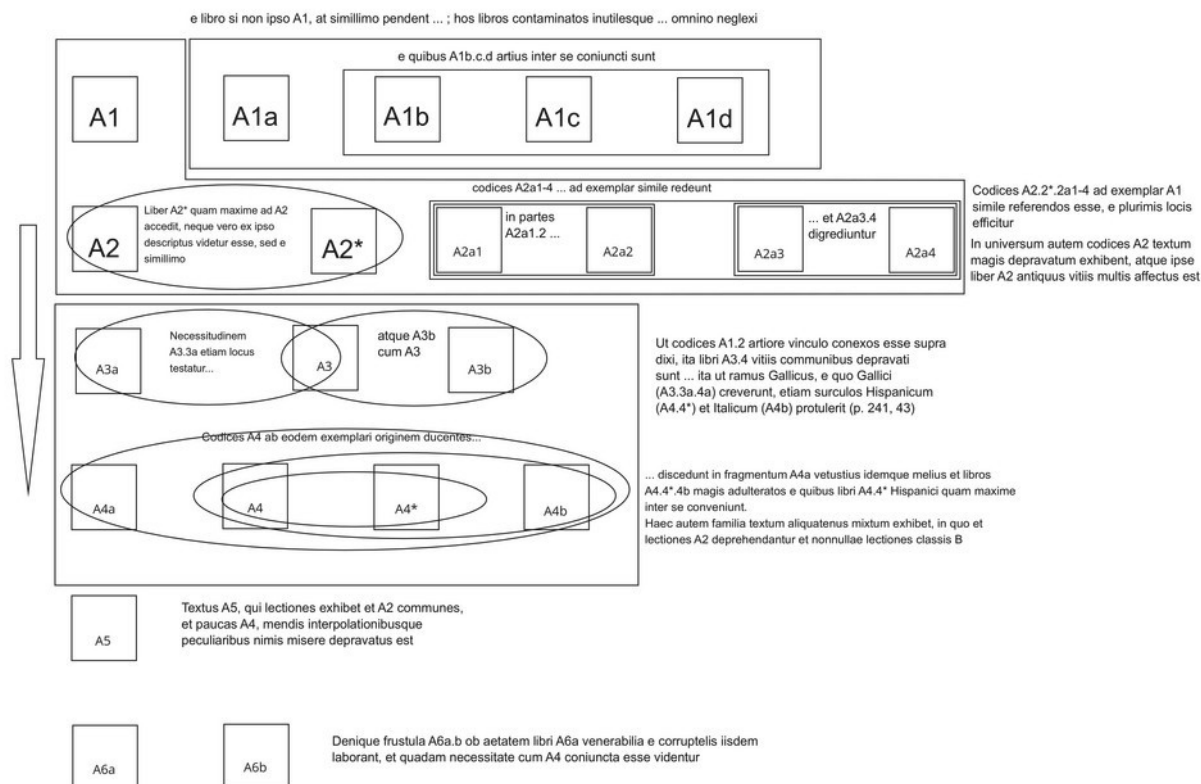 e libro si non ipso A1, at simillimo pendent ... ; hos libros contaminatos inutilesque ... omnino neglexi
e quibus A1b.c.d artius inter se coniuncti sunt
A1
A1a
A1b
A1c
A1d
codices A2a1-4 ... ad exemplar simile redeunt
A2
Liber A2* quam maxime ad A2
accedit, neque vero ex ipso
descriptus videtur esse, sed e
simillimo
A2*
A2a1
in partes
A2a1.2 ...
A2a2
A2a3
... et A2a3.4
digrediuntur
A2a4
Codices A2.2*.2a1-4 ad exemplar A1
simile referendos esse, e plurimis locis
efficitur
In universum autem codices A2 textum
magis depravatum exhibent, atque ipse
liber A2 antiquus vitiis multis affectus est
A3a
Necessitudinem
A3.3a etiam locus
testatur...
A3
atque A3b
cum A3
A3b
Ut codices A1.2 artiore vinculo conexos esse supra
dixi, ita libri A3.4 vitiis communibus depravati
sunt ... ita ut ramus Gallicus, e quo Gallici
(A3.3a.4a) creverunt, etiam surculos Hispanicum
(A4.4*) et Italicum (A4b) protulerit (p. 241, 43)
Codices A4 ab eodem exemplari originem ducentes...
A4a
A4
A4*
A4b
... discedunt in fragmentum A4a vetustius idemque melius et libros
A4.4*.4b magis adulteratos e quibus libri A4.4* Hispanici quam maxime
inter se conveniunt.
Haec autem familia textum aliquatenus mixtum exhibet, in quo et
lectiones A2 deprehendantur et nonnullae lectiones classis B
A5
Textus A5, qui lectiones exhibet et A2 communes,
et paucas A4, mendis interpolationibusque
peculiaribus nimis misere depravatus est
A6a
A6b
Denique frustula A6a.b ob aetatem libri A6a venerabilia e corruptelis iisdem
laborant, et quadam necessitate cum A4 coniuncta esse videntur